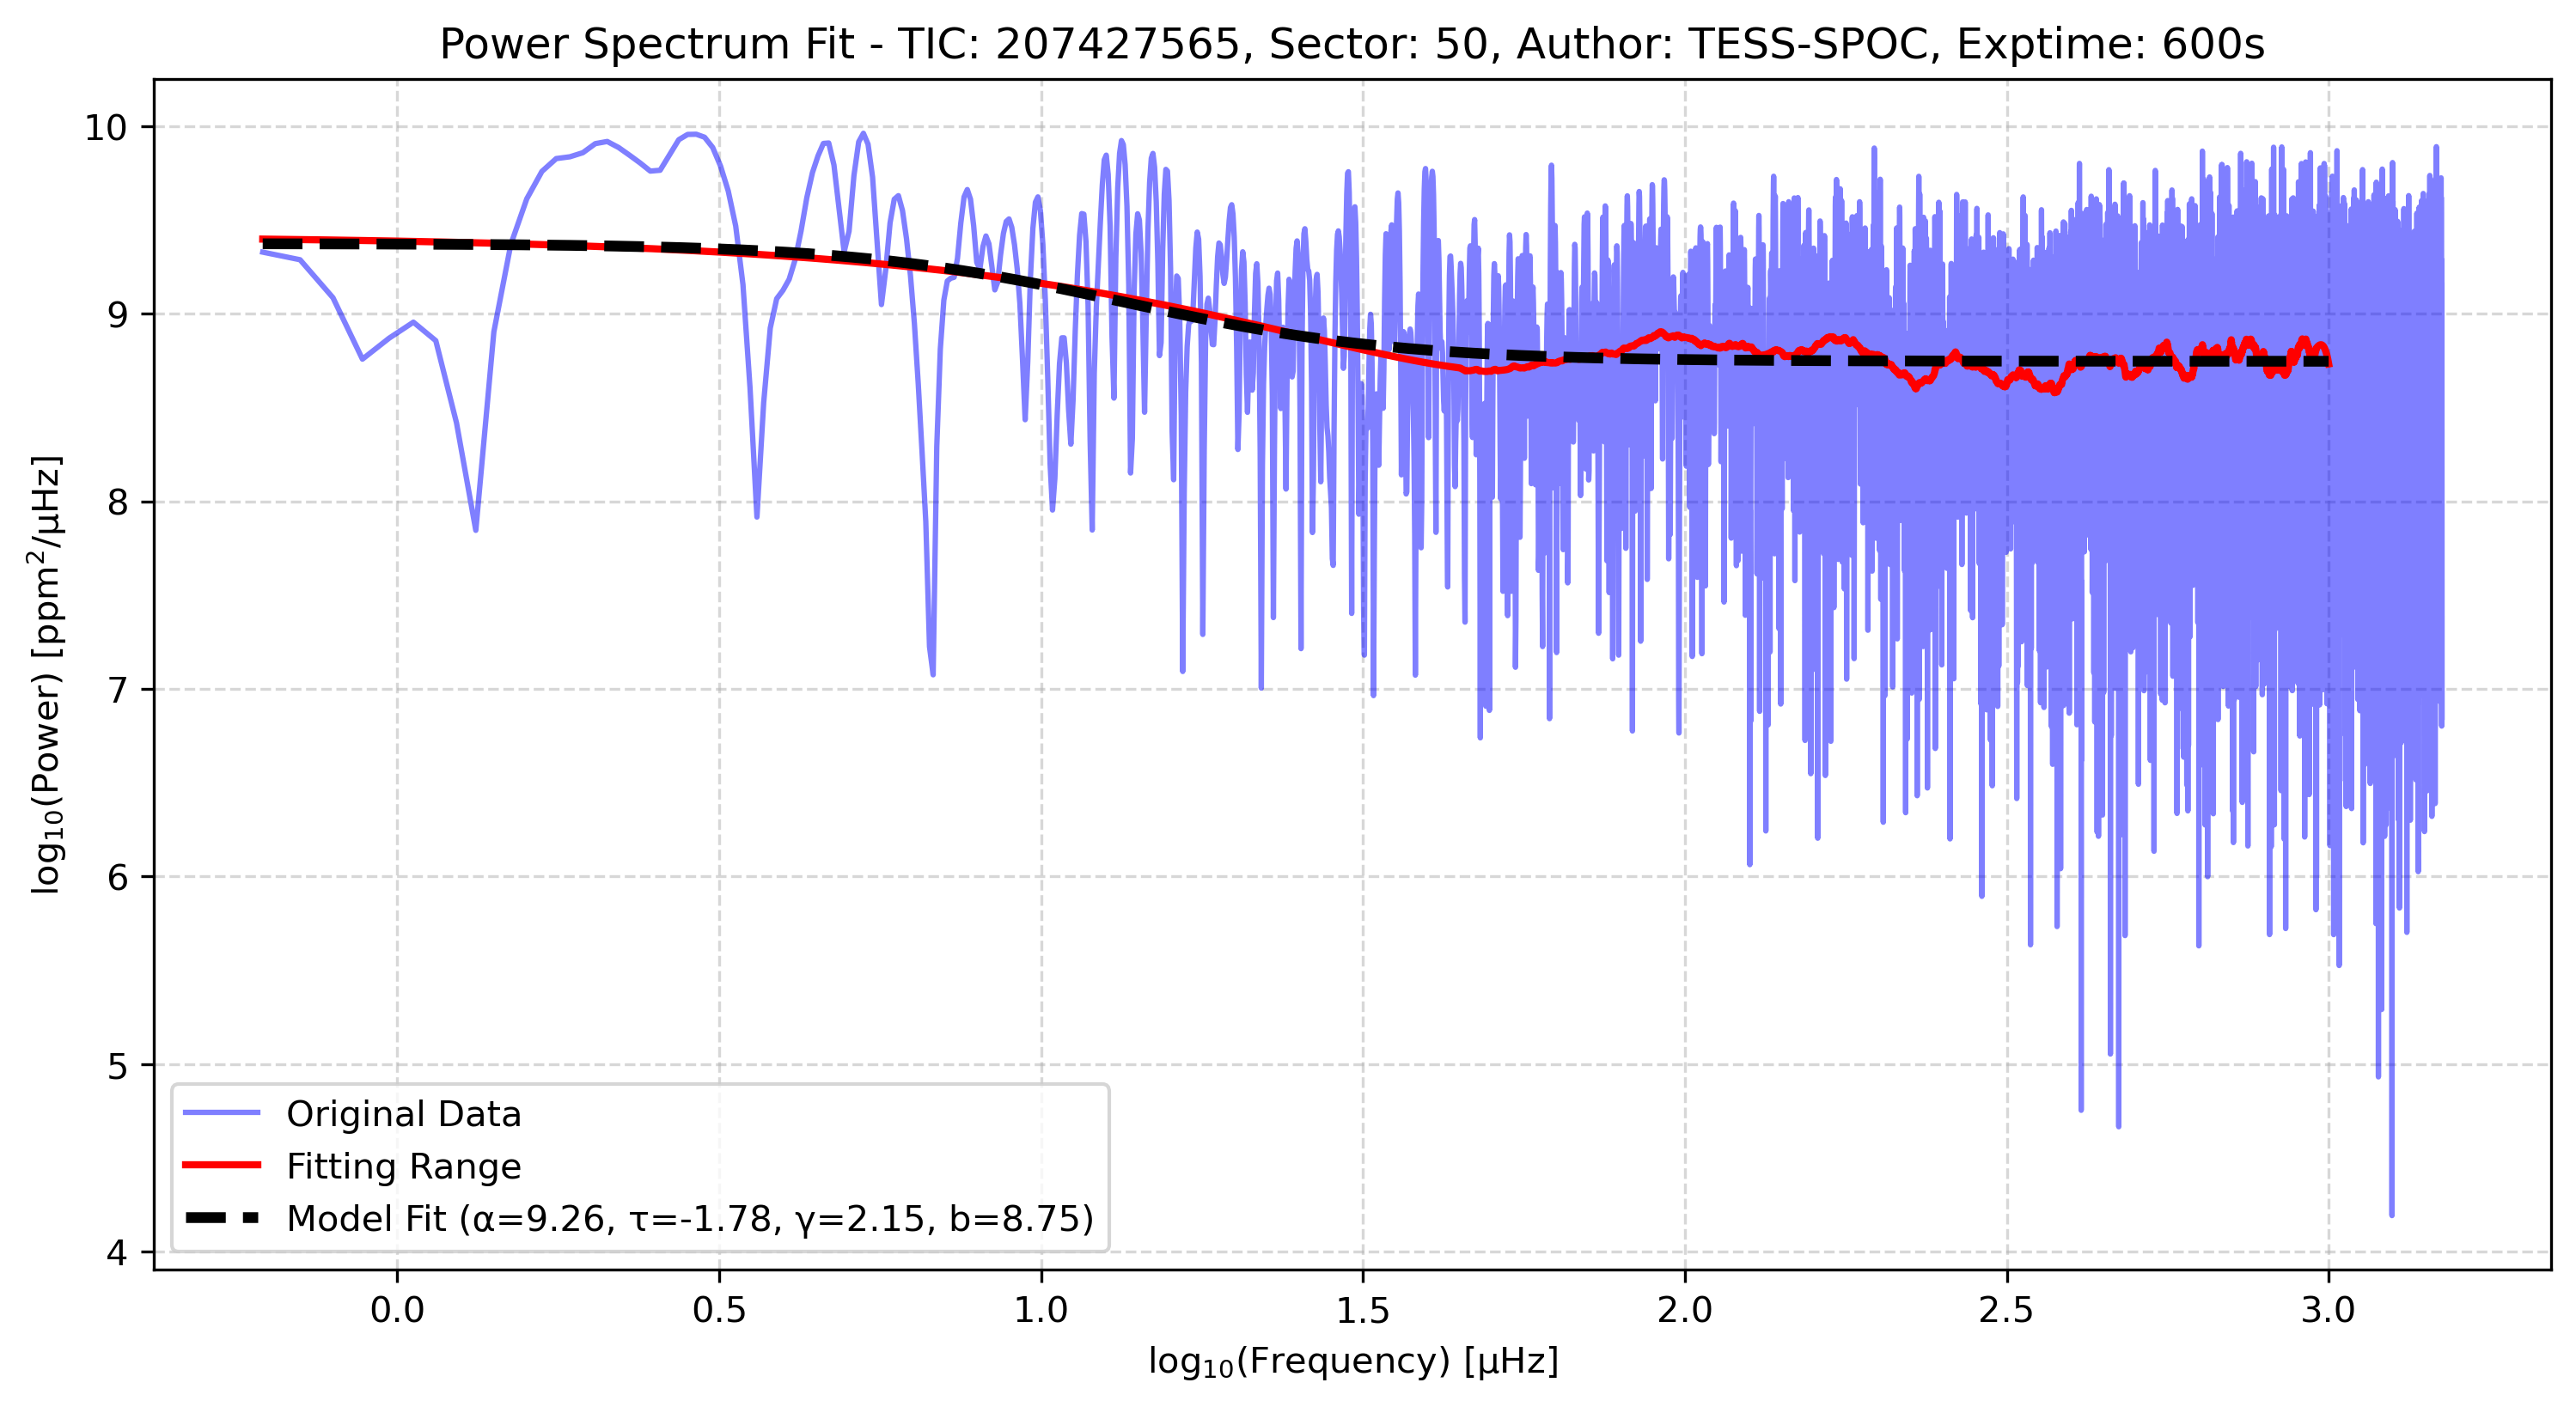 Power Spectrum Fit - TIC: 207427565, Sector: 50, Author: TESS-SPOC, Exptime: 600s
log₁₀(Power) [ppm²/μHz]
10
9
8
7
6
5
4
Original Data
Fitting Range
Model Fit (α=9.26, τ=-1.78, γ=2.15, b=8.75)
0.0 0.5 1.0 1.5 2.0 2.5 3.0
log₁₀(Frequency) [μHz]